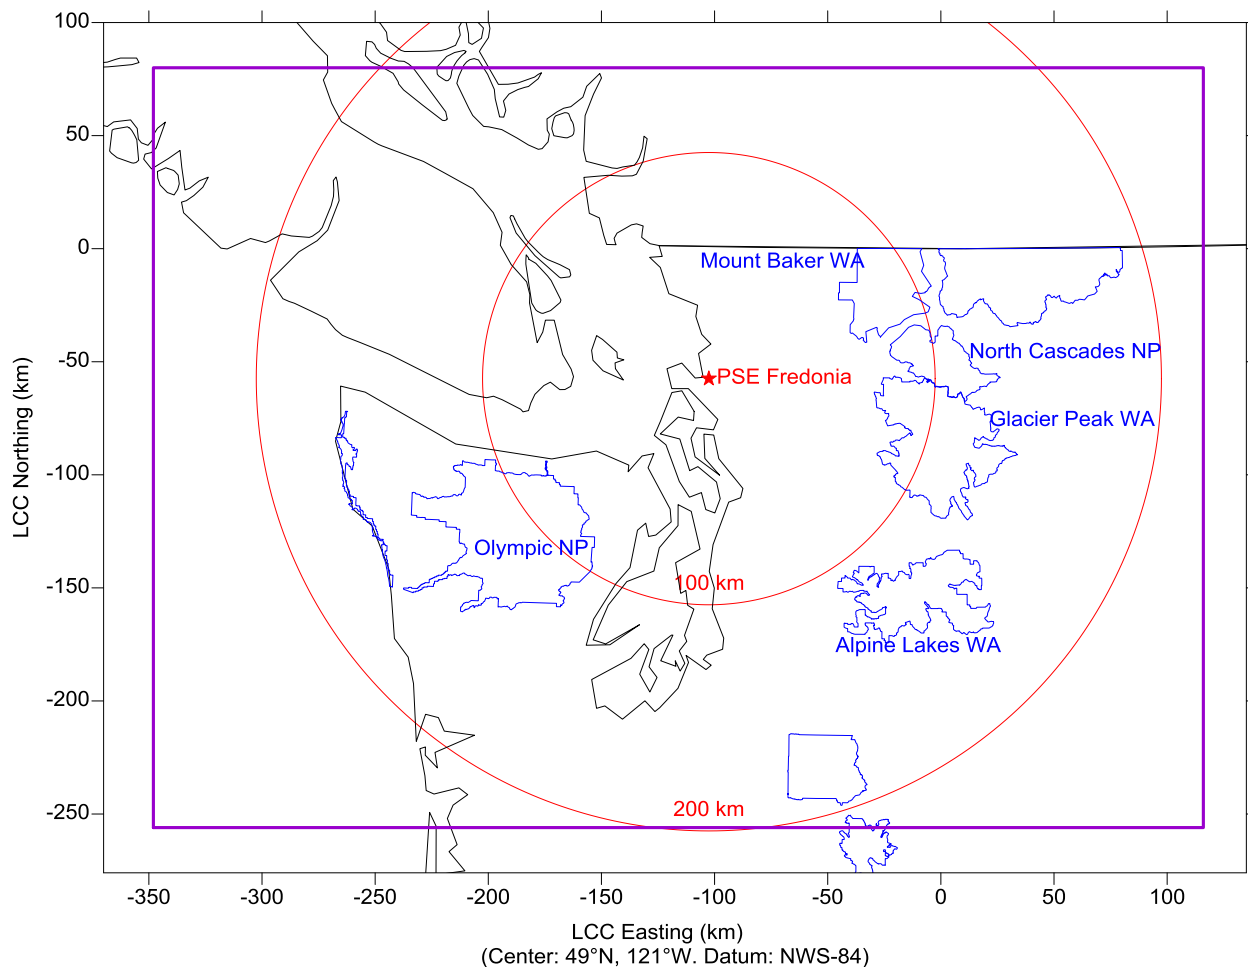 100
50
0
-50
-100
-150
-200
-250
LCC Northing (km)
Mount Baker WA
North Cascades NP
PSE Fredonia
Glacier Peak WA
Olympic NP
100 km
Alpine Lakes WA
200 km
-350 -300 -250 -200 -150 -100 -50 0 50 100
LCC Easting (km)
(Center: 49°N, 121°W. Datum: NWS-84)